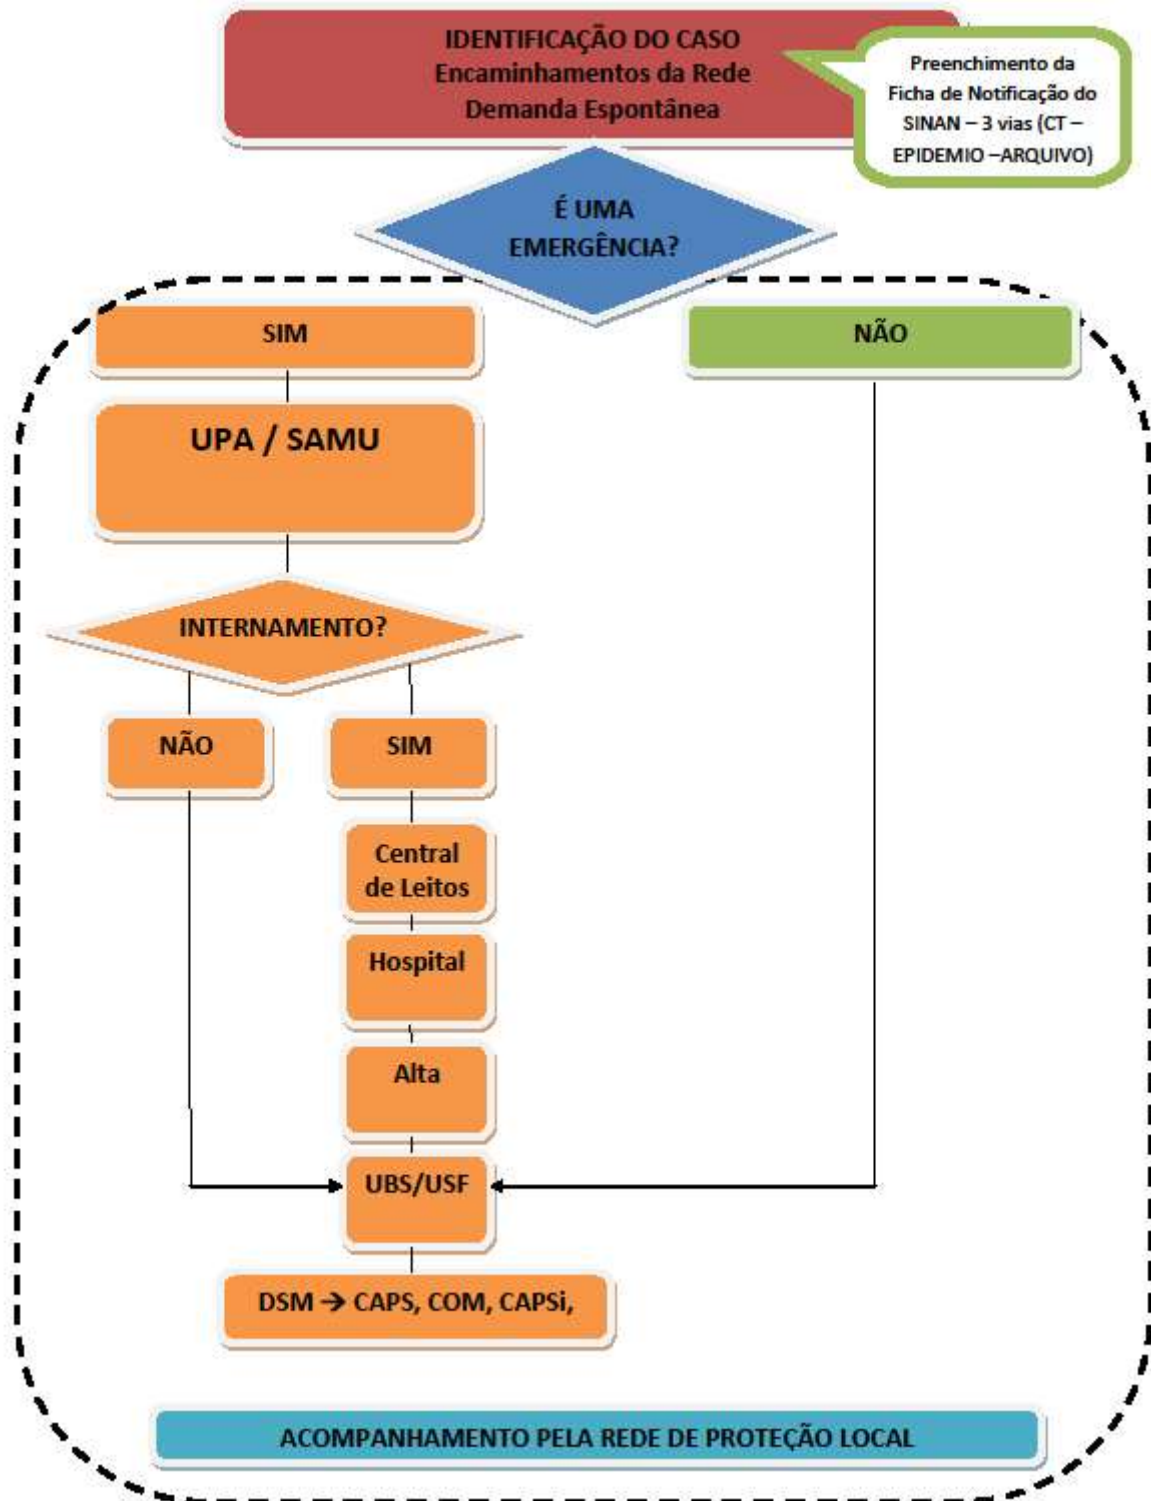 IDENTIFICAÇÃO DO CASO
Encaminhamentos da Rede
Demanda Espontânea
Preenchimento da
Ficha de Notificação do
SINAN – 3 vias (CT –
EPIDEMIO –ARQUIVO)
É UMA
EMERGÊNCIA?
SIM
NÃO
UPA / SAMU
INTERNAMENTO?
NÃO
SIM
Central
de Leitos
Hospital
Alta
UBS/USF
DSM → CAPS, COM, CAPSi,
ACOMPANHAMENTO PELA REDE DE PROTEÇÃO LOCAL